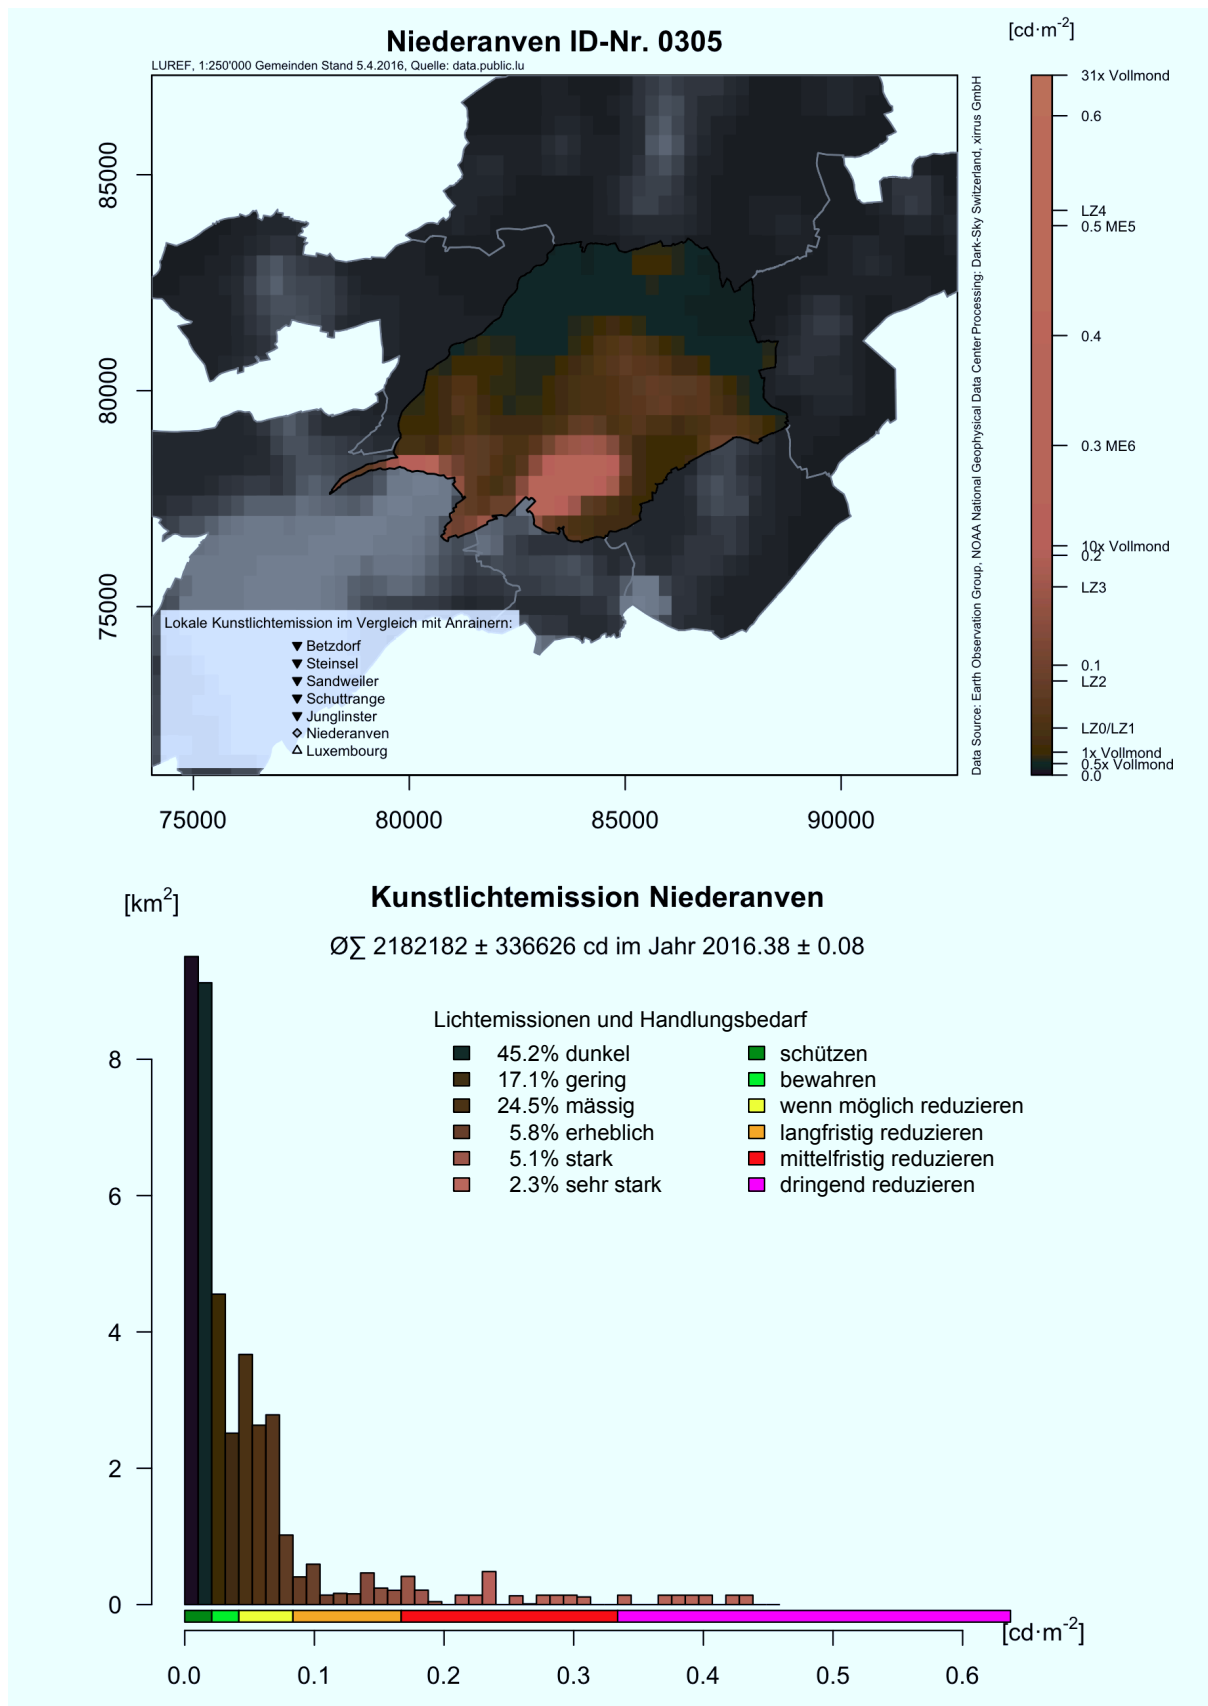 Niederanven ID-Nr. 0305
LUREF, 1:250'000 Gemeinden Stand 5.4.2016, Quelle: data.public.lu
85000
80000
75000
75000
80000
85000
90000
Lokale Kunstlichtemission im Vergleich mit Anrainern:
▼ Betzdorf
▼ Steinsel
▼ Sandweiler
▼ Schuttrange
▼ Junglinster
◇ Niederanven
△ Luxembourg
Data Source: Earth Observation Group, NOAA National Geophysical Data Center Processing: Dark-Sky Switzerland, xirrus GmbH
[cd·m⁻²]
31x Vollmond
0.6
LZ4
0.5 ME5
0.4
0.3 ME6
10x Vollmond
0.2
LZ3
0.1
LZ2
LZ0/LZ1
1x Vollmond
0.5x Vollmond
0.0
Kunstlichtemission Niederanven
[km²]
Ø∑ 2182182 ± 336626 cd im Jahr 2016.38 ± 0.08
Lichtemissionen und Handlungsbedarf
45.2% dunkel
17.1% gering
24.5% mässig
5.8% erheblich
5.1% stark
2.3% sehr stark
schützen
bewahren
wenn möglich reduzieren
langfristig reduzieren
mittelfristig reduzieren
dringend reduzieren
8
6
4
2
0
[cd·m⁻²]
0.0
0.1
0.2
0.3
0.4
0.5
0.6